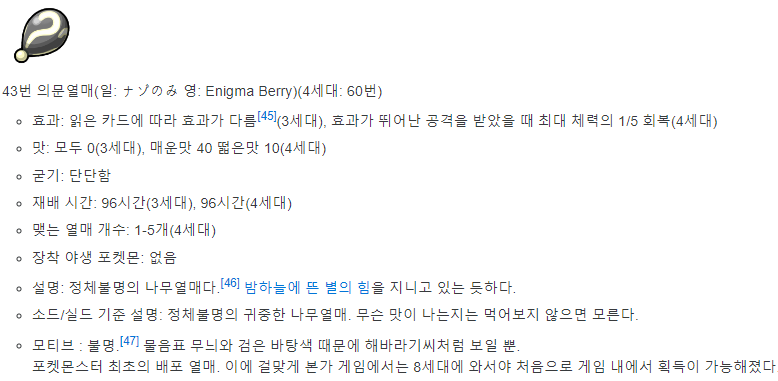 43번 의문열매(일: ナゾのみ 영: Enigma Berry)(4세대: 60번)
효과: 읽은 카드에 따라 효과가 다름[45](3세대), 효과가 뛰어난 공격을 받았을 때 최대 체력의 1/5 회복(4세대)
맛: 모두 0(3세대), 매운맛 40 떫은맛 10(4세대)
굳기: 단단함
재배 시간: 96시간(3세대), 96시간(4세대)
맺는 열매 개수: 1-5개(4세대)
장착 야생 포켓몬: 없음
설명: 정체불명의 나무열매다.[46] 밤하늘에 뜬 별의 힘을 지니고 있는 듯하다.
소드/실드 기준 설명: 정체불명의 귀중한 나무열매. 무슨 맛이 나는지는 먹어보지 않으면 모른다.
모티브 : 불명.[47] 물음표 무늬와 검은 바탕색 때문에 해바라기씨처럼 보일 뿐.
포켓몬스터 최초의 배포 열매. 이에 걸맞게 본가 게임에서는 8세대에 와서야 처음으로 게임 내에서 획득이 가능해졌다